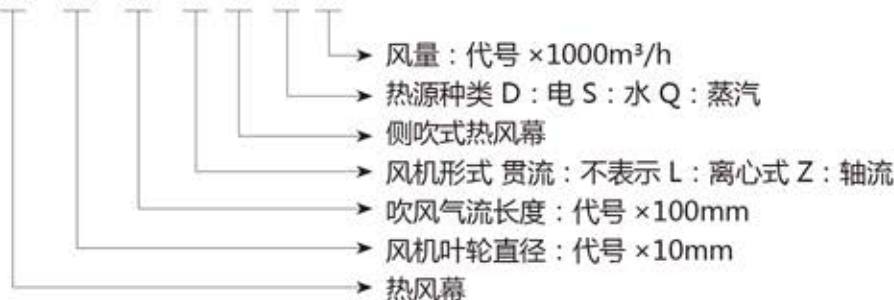 风量：代号 ×1000m³/h
热源种类 D：电 S：水 Q：蒸汽
侧吹式热风幕
风机形式 贯流：不表示 L：离心式 Z：轴流
吹风气流长度：代号 ×100mm
风机叶轮直径：代号 ×10mm
热风幕